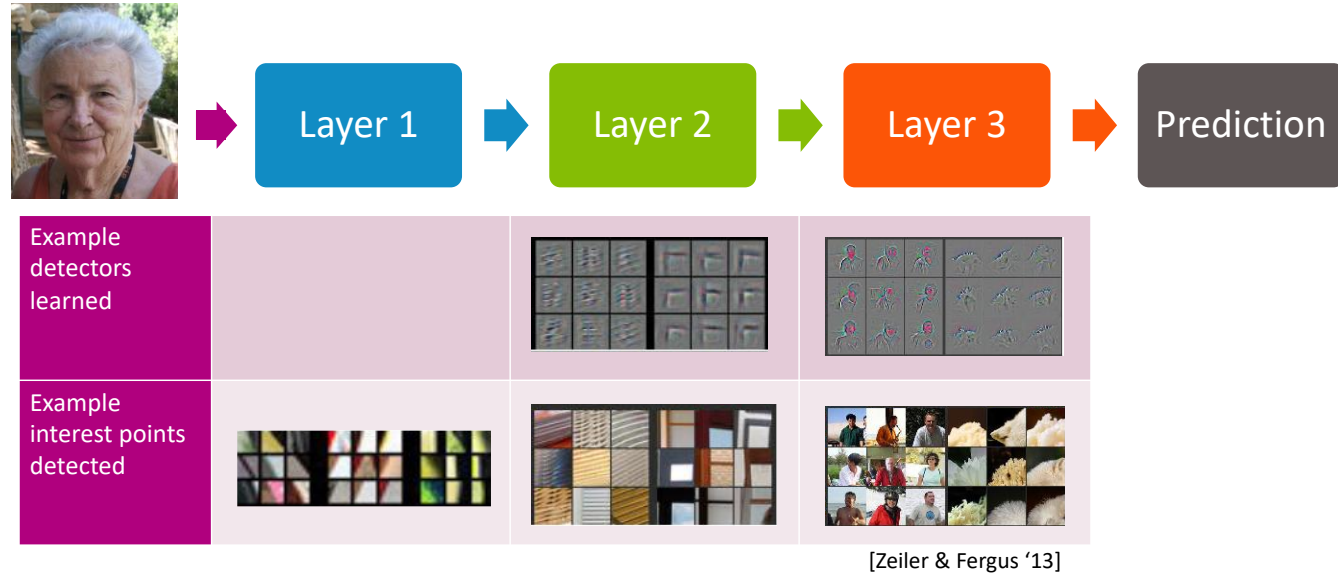 Layer 1
Layer 2
Layer 3
Prediction
Example
detectors
learned
Example
interest points
detected
[Zeiler & Fergus ‘13]